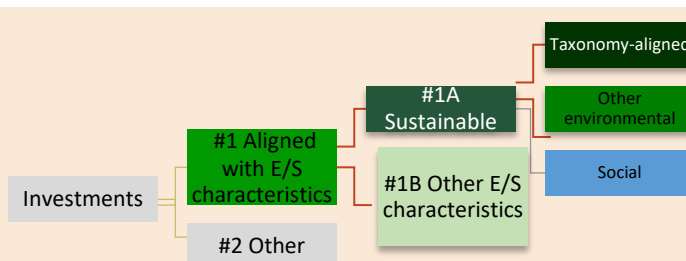 Taxonomy-aligned
#1A
Sustainable
Other
environmental
#1 Aligned
with E/S
characteristics
#1B Other E/S
characteristics
Social
Investments
#2 Other